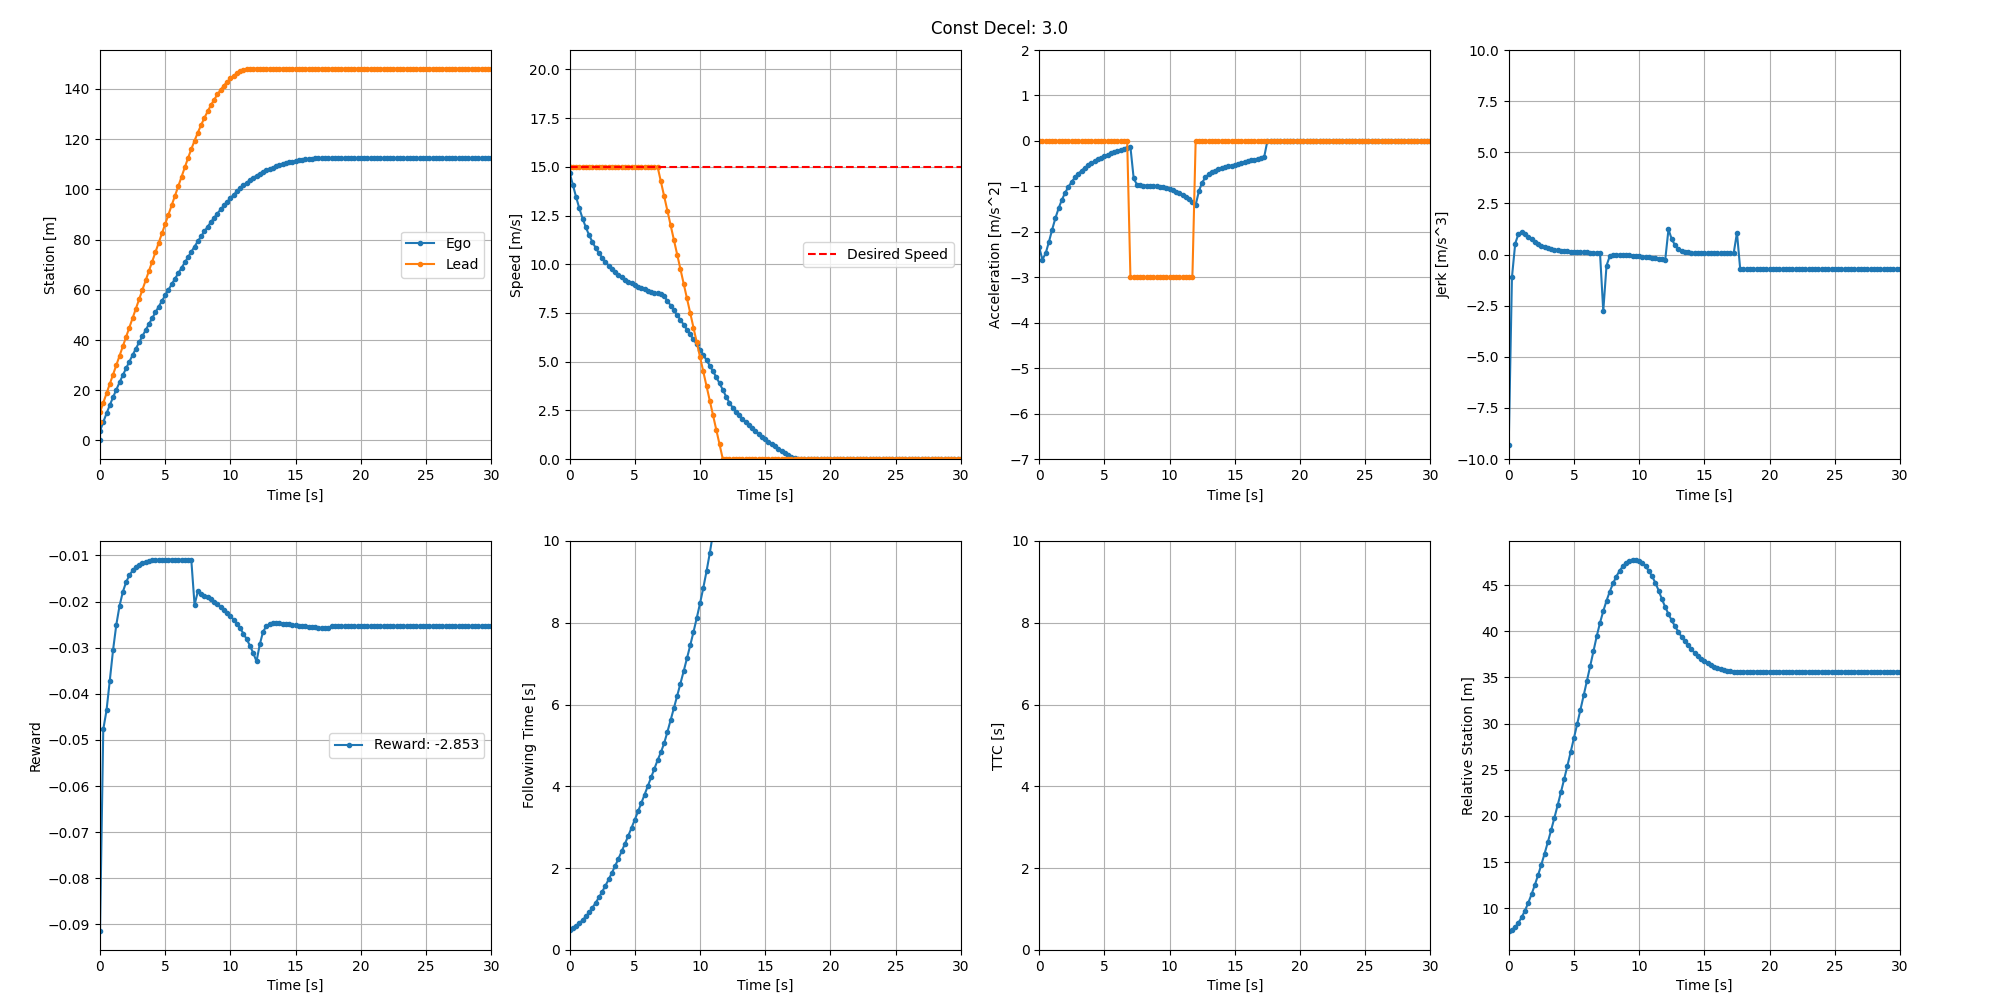 Const Decel: 3.0
Station [m]
140
120
100
80
60
40
20
0
Ego
Lead
0 5 10 15 20 25 30
Time [s]
Speed [m/s]
20.0
17.5
15.0
12.5
10.0
7.5
5.0
2.5
0.0
Desired Speed
0 5 10 15 20 25 30
Time [s]
Acceleration [m/s^2]
2
1
0
−1
−2
−3
−4
−5
−6
−7
0 5 10 15 20 25 30
Time [s]
Jerk [m/s^3]
10.0
7.5
5.0
2.5
0.0
−2.5
−5.0
−7.5
−10.0
0 5 10 15 20 25 30
Time [s]
Reward
−0.01
−0.02
−0.03
−0.04
−0.05
−0.06
−0.07
−0.08
−0.09
Reward: -2.853
0 5 10 15 20 25 30
Time [s]
Following Time [s]
10
8
6
4
2
0
0 5 10 15 20 25 30
Time [s]
TTC [s]
10
8
6
4
2
0
0 5 10 15 20 25 30
Time [s]
Relative Station [m]
45
40
35
30
25
20
15
10
0 5 10 15 20 25 30
Time [s]